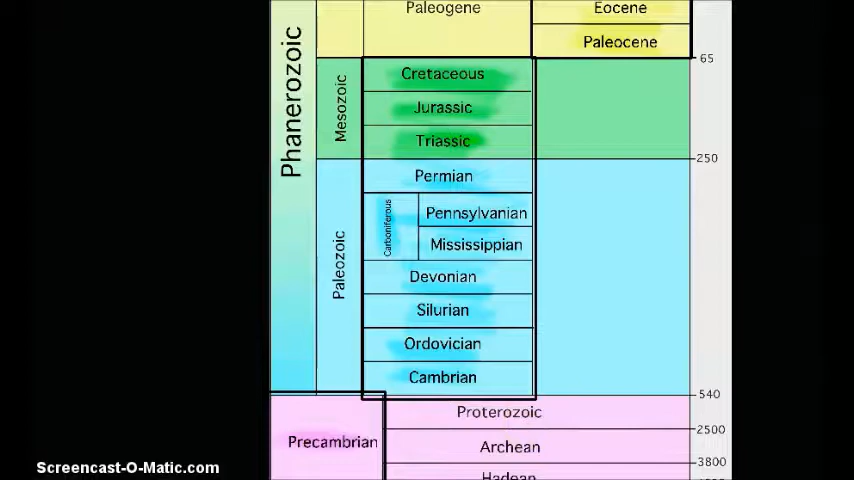 Paleogene
Eocene
Paleocene
65
Phanerozoic
Mesozoic
Cretaceous
Jurassic
Triassic
250
Paleozoic
Permian
Carboniferous
Pennsylvanian
Mississippian
Devonian
Silurian
Ordovician
Cambrian
540
Precambrian
Proterozoic
2500
Archean
3800
Hadean
Screencast-O-Matic.com